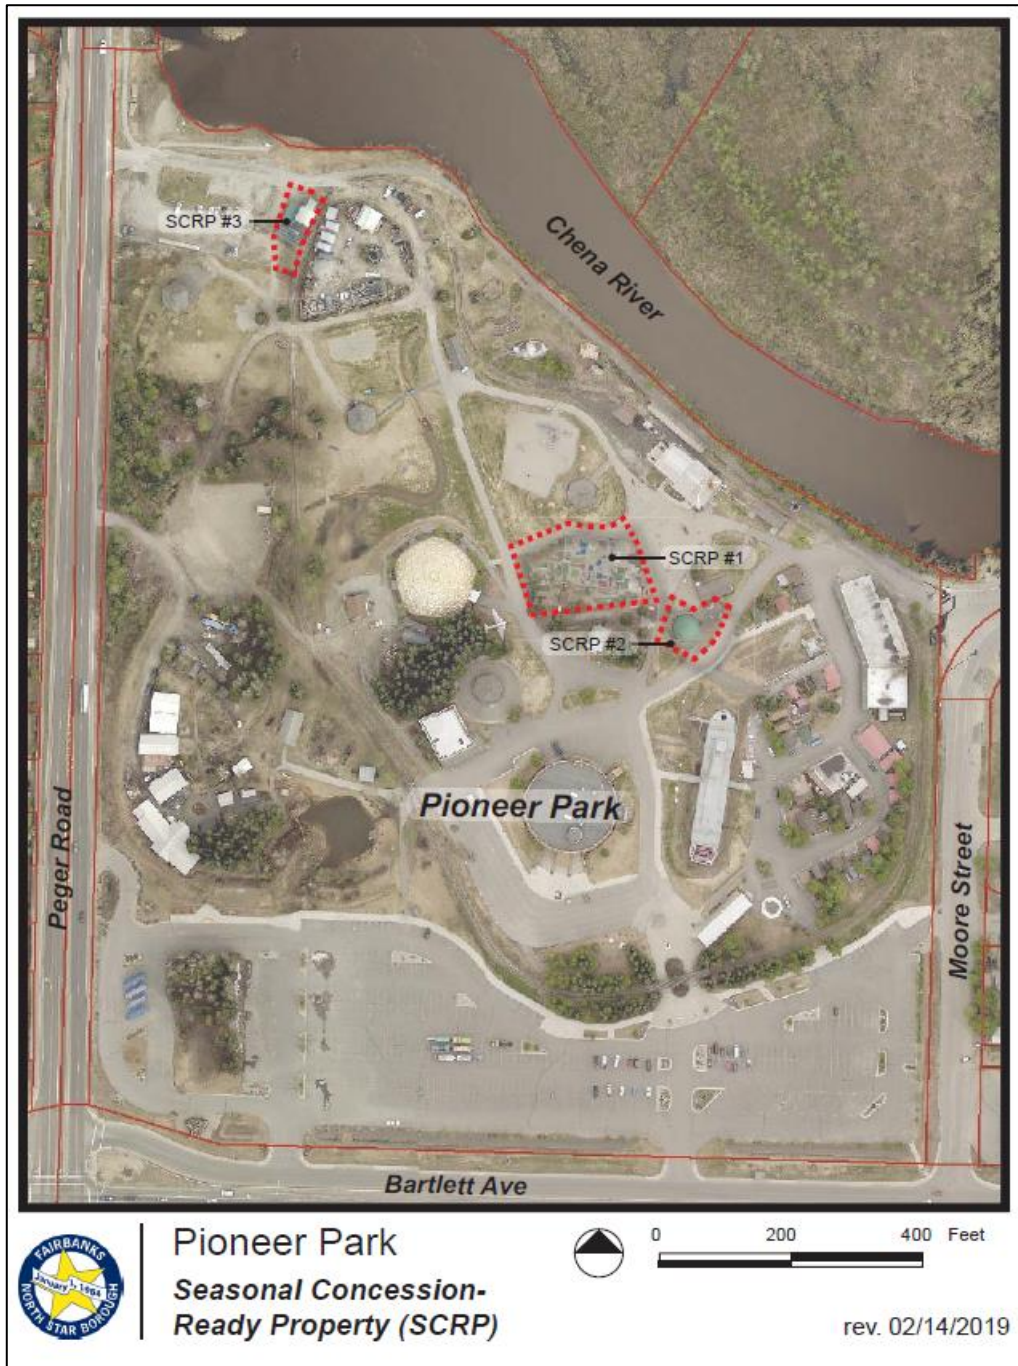 SCRP #3
Chena River
SCRP #1
SCRP #2
Pioneer Park
Peger Road
Moore Street
Bartlett Ave
FAIRBANKS
January 1, 1964
NORTH STAR BOROUGH
Pioneer Park
Seasonal Concession-
Ready Property (SCRP)
0 200 400 Feet
rev. 02/14/2019